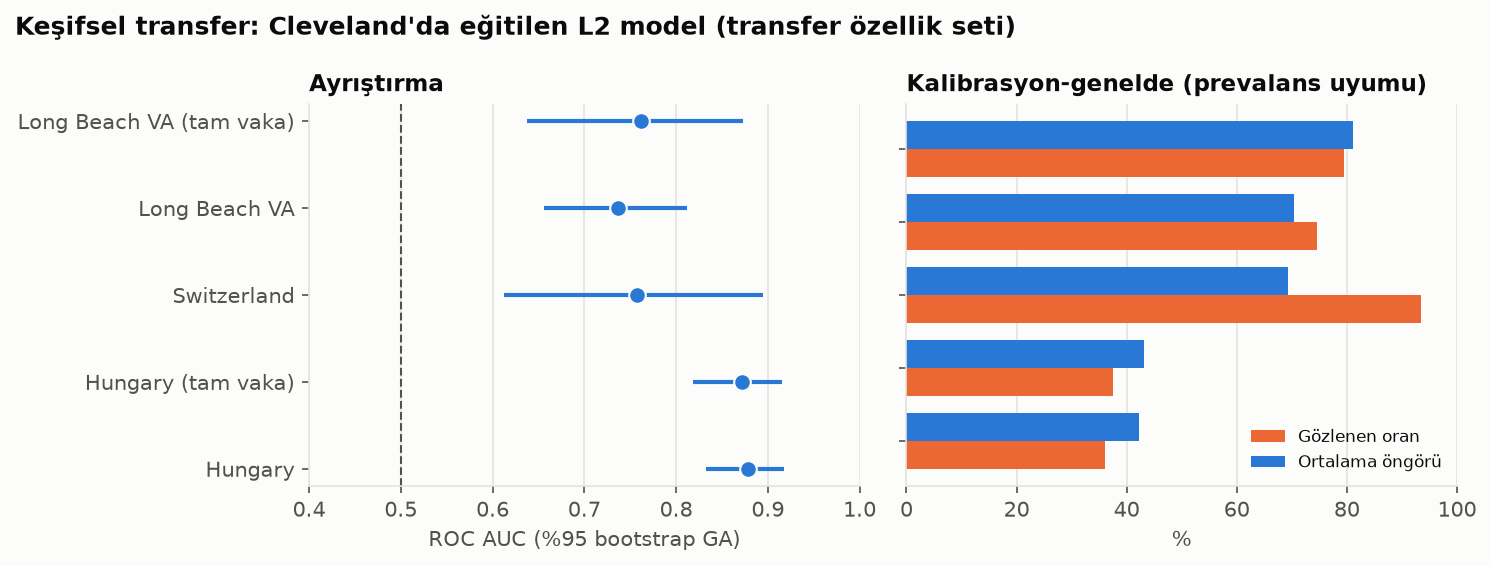 Keşifsel transfer: Cleveland'da eğitilen L2 model (transfer özellik seti)
Ayrıştırma
Long Beach VA (tam vaka)
Long Beach VA
Switzerland
Hungary (tam vaka)
Hungary
0.4 0.5 0.6 0.7 0.8 0.9 1.0
ROC AUC (%95 bootstrap GA)
Kalibrasyon-genelde (prevalans uyumu)
Gözlenen oran
Ortalama öngörü
0 20 40 60 80 100
%